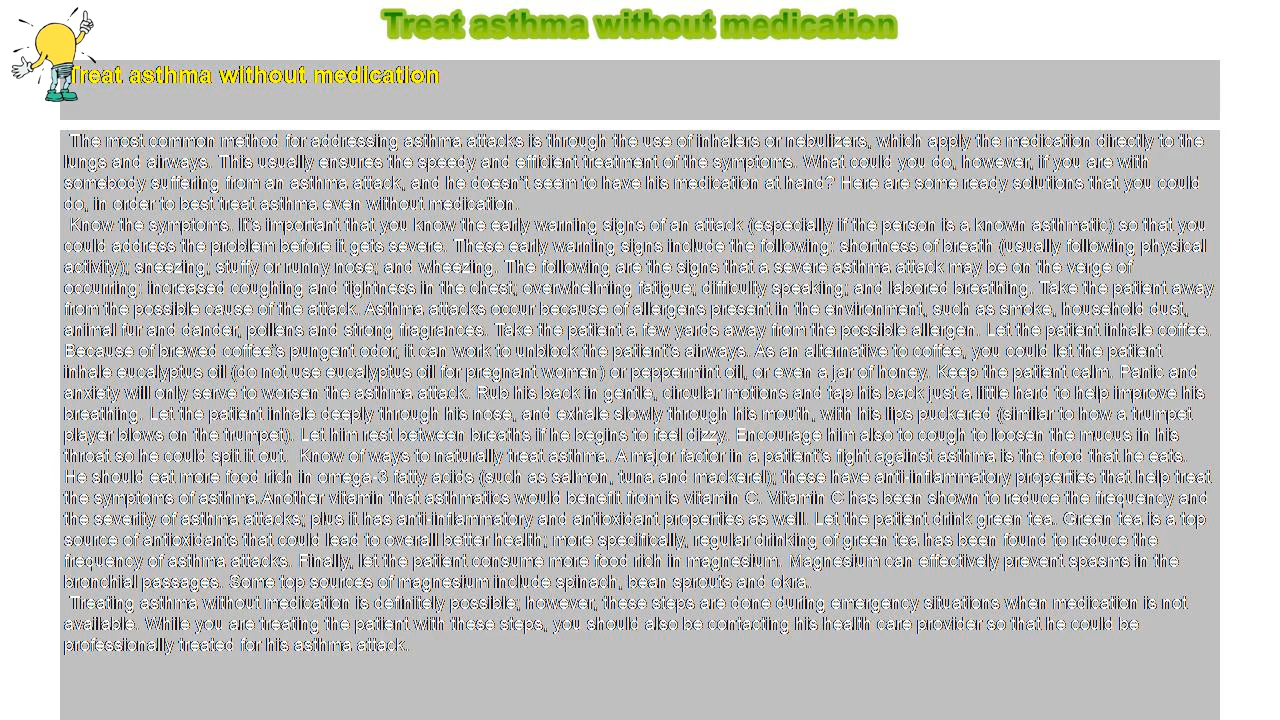 Treat asthma without medication
Treat asthma without medication
The most common method for addressing asthma attacks is through the use of inhalers or nebulizers, which apply the medication directly to the
lungs and airways. This usually ensures the speedy and efficient treatment of the symptoms. What could you do, however, if you are with
somebody suffering from an asthma attack, and he doesn't seem to have his medication at hand? Here are some ready solutions that you could
do, in order to best treat asthma even without medication.
Know the symptoms. It's important that you know the early warning signs of an attack (especially if the person is a known asthmatic) so that you
could address the problem before it gets severe. These early warning signs include the following: shortness of breath (usually following physical
activity); sneezing; stuffy or runny nose; and wheezing. The following are the signs that a severe asthma attack may be on the verge of
occurring: increased coughing and tightness in the chest; overwhelming fatigue; difficulty speaking; and labored breathing. Take the patient away
from the possible cause of the attack. Asthma attacks occur because of allergens present in the environment, such as smoke, household dust,
animal fur and dander, pollens and strong fragrances. Take the patient a few yards away from the possible allergen. Let the patient inhale coffee.
Because of brewed coffee's pungent odor, it can work to unblock the patient's airways. As an alternative to coffee, you could let the patient
inhale eucalyptus oil (do not use eucalyptus oil for pregnant women) or peppermint oil, or even a jar of honey. Keep the patient calm. Panic and
anxiety will only serve to worsen the asthma attack. Rub his back in gentle, circular motions and tap his back just a little hard to help improve his
breathing. Let the patient inhale deeply through his nose, and exhale slowly through his mouth, with his lips puckered (similar to how a trumpet
player blows on the trumpet). Let him rest between breaths if he begins to feel dizzy. Encourage him also to cough to loosen the mucus in his
throat so he could spit it out. Know of ways to naturally treat asthma. A major factor in a patient's fight against asthma is the food that he eats.
He should eat more food rich in omega-3 fatty acids (such as salmon, tuna and mackerel); these have anti-inflammatory properties that help treat
the symptoms of asthma.Another vitamin that asthmatics would benefit from is vitamin C. Vitamin C has been shown to reduce the frequency and
the severity of asthma attacks; plus it has anti-inflammatory and antioxidant properties as well. Let the patient drink green tea. Green tea is a top
source of antioxidants that could lead to overall better health; more specifically, regular drinking of green tea has been found to reduce the
frequency of asthma attacks. Finally, let the patient consume more food rich in magnesium. Magnesium can effectively prevent spasms in the
bronchial passages. Some top sources of magnesium include spinach, bean sprouts and okra.
Treating asthma without medication is definitely possible; however, these steps are done during emergency situations when medication is not
available. While you are treating the patient with these steps, you should also be contacting his health care provider so that he could be
professionally treated for his asthma attack.